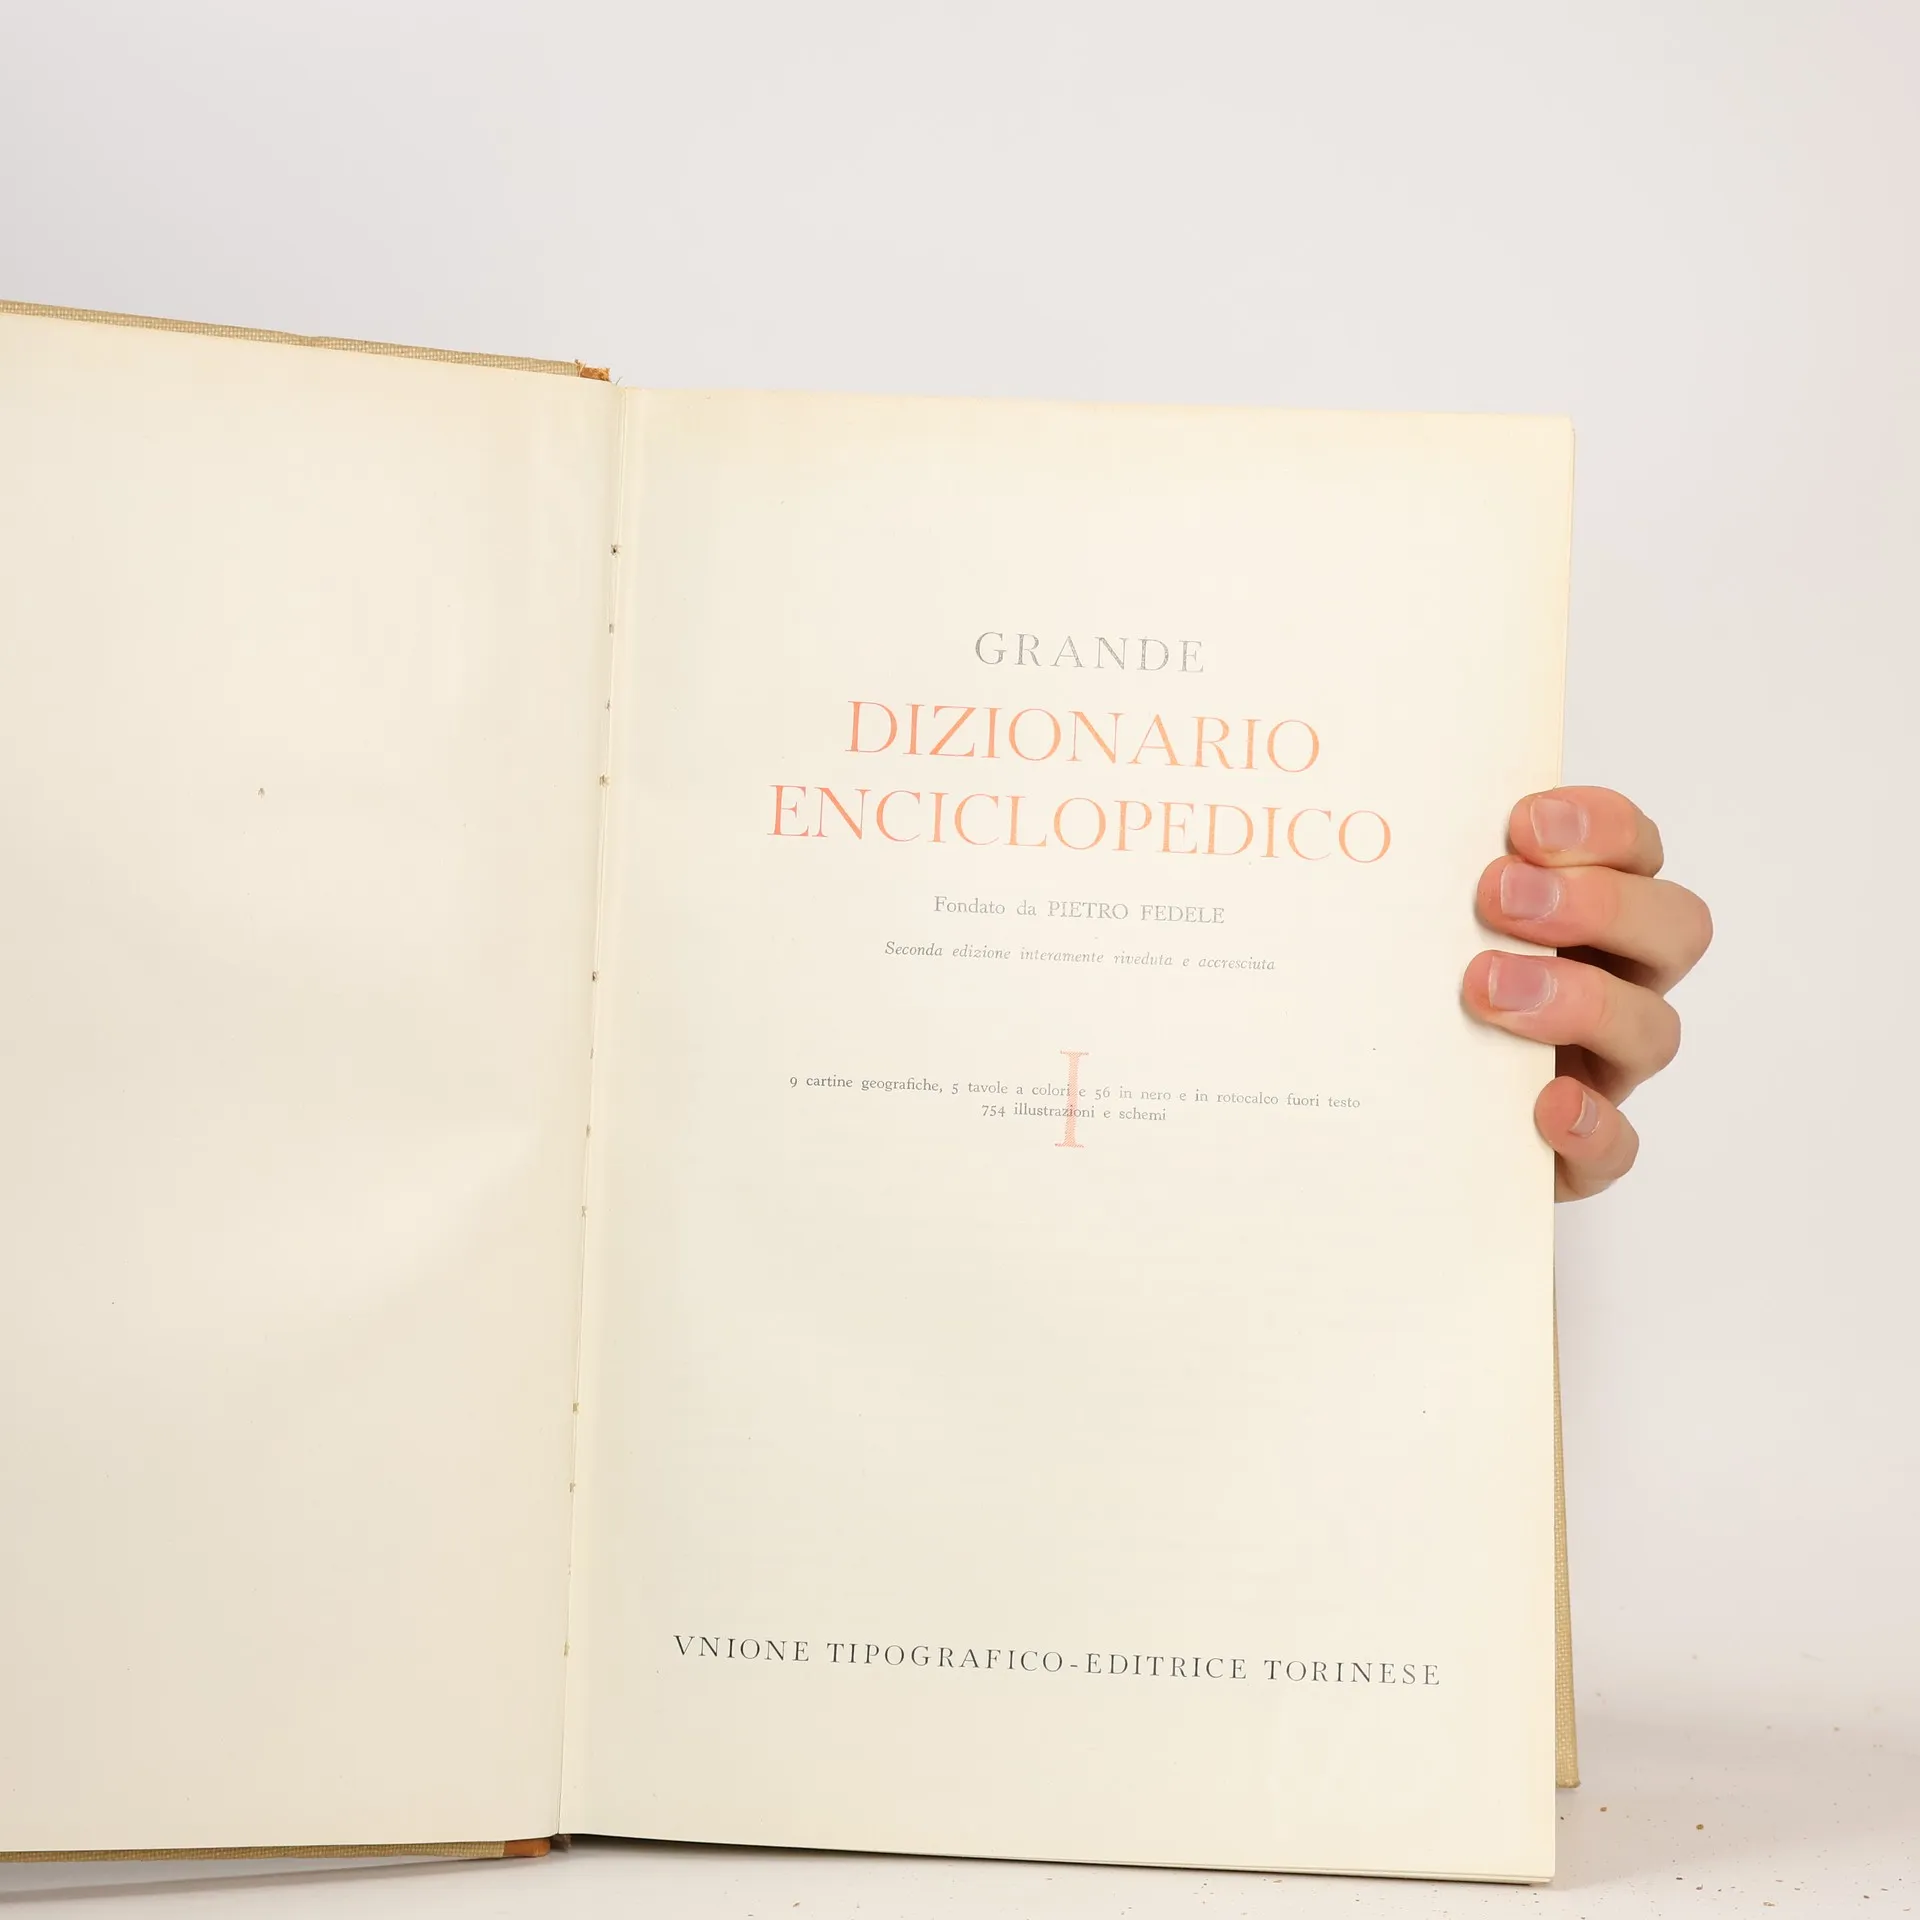 GRANDE
DIZIONARIO
ENCICLOPEDICO
Fondato da PIETRO FEDELE
Seconda edizione interamente riveduta e accresciuta
I
9 cartine geografiche, 5 tavole a colori e 56 in nero e in rotocalco fuori testo
754 illustrazioni e schemi
VNIONE TIPOGRAFICO-EDITRICE TORINESE